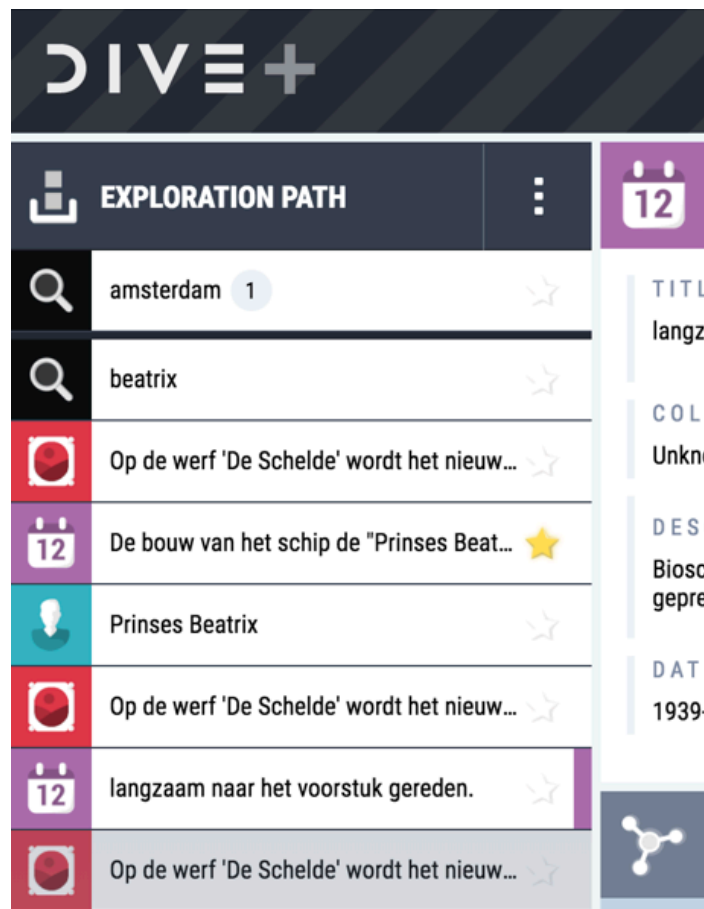 DIVE+
EXPLORATION PATH
amsterdam 1
beatrix
Op de werf 'De Schelde' wordt het nieuw...
12 De bouw van het schip de "Prinses Beat...
Prinses Beatrix
Op de werf 'De Schelde' wordt het nieuw...
12 langzaam naar het voorstuk gereden.
Op de werf 'De Schelde' wordt het nieuw...
12
TITL
langz
COL
Unkn
DES
Biosc
gepre
DAT
1939-